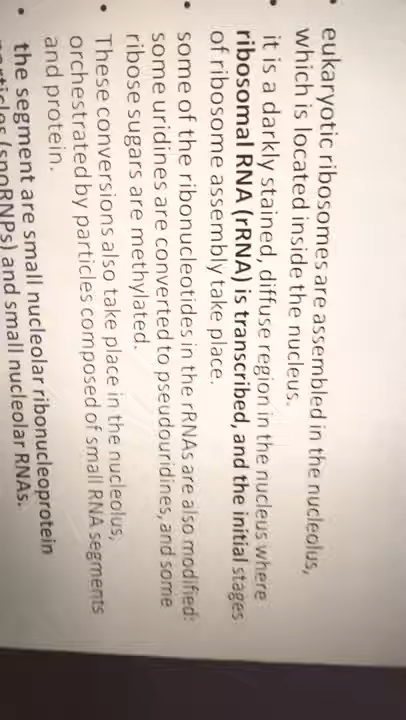 • eukaryotic ribosomes are assembled in the nucleolus,
which is located inside the nucleus.
• it is a darkly stained, diffuse region in the nucleus where
ribosomal RNA (rRNA) is transcribed, and the initial stages
of ribosome assembly take place.
• some of the ribonucleotides in the rRNAs are also modified:
some uridines are converted to pseudouridines, and some
ribose sugars are methylated.
• These conversions also take place in the nucleolus,
orchestrated by particles composed of small RNA segments
and protein.
• the segment are small nucleolar ribonucleoprotein
particles (snoRNPs) and small nucleolar RNAs.